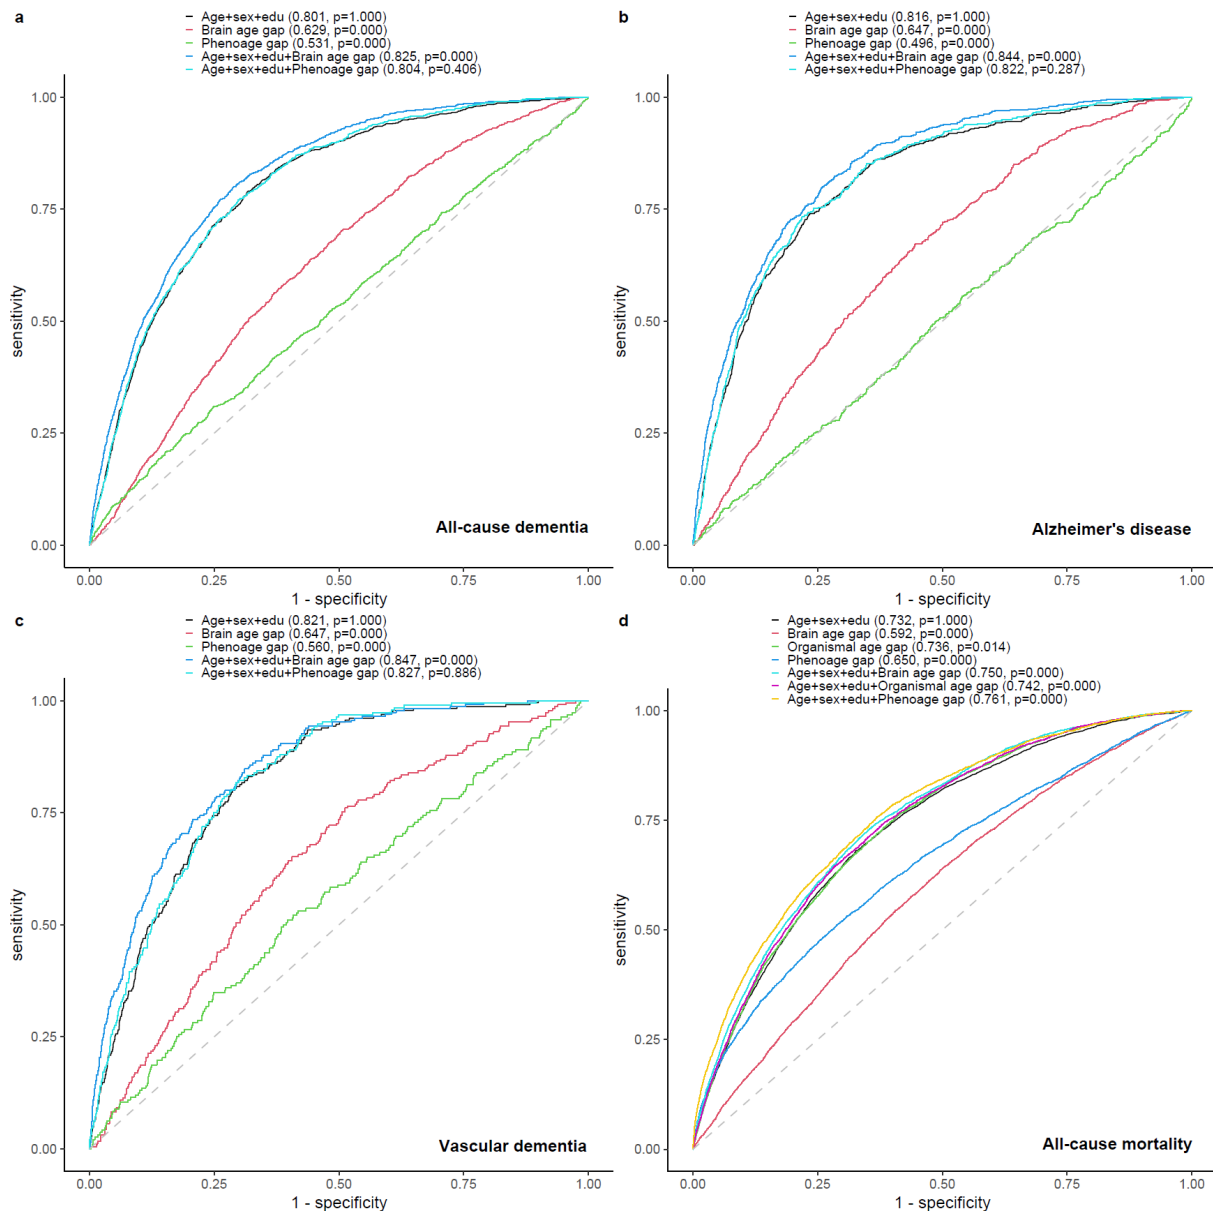 a
Age+sex+edu (0.801, p=1.000)
Brain age gap (0.629, p=0.000)
Phenoage gap (0.531, p=0.000)
Age+sex+edu+Brain age gap (0.825, p=0.000)
Age+sex+edu+Phenoage gap (0.804, p=0.406)
1.00
0.75
0.50
0.25
0.00
sensitivity
All-cause dementia
0.00 0.25 0.50 0.75 1.00
1 - specificity
b
Age+sex+edu (0.816, p=1.000)
Brain age gap (0.647, p=0.000)
Phenoage gap (0.496, p=0.000)
Age+sex+edu+Brain age gap (0.844, p=0.000)
Age+sex+edu+Phenoage gap (0.822, p=0.287)
1.00
0.75
0.50
0.25
0.00
sensitivity
Alzheimer's disease
0.00 0.25 0.50 0.75 1.00
1 - specificity
c
Age+sex+edu (0.821, p=1.000)
Brain age gap (0.647, p=0.000)
Phenoage gap (0.560, p=0.000)
Age+sex+edu+Brain age gap (0.847, p=0.000)
Age+sex+edu+Phenoage gap (0.827, p=0.886)
1.00
0.75
0.50
0.25
0.00
sensitivity
Vascular dementia
0.00 0.25 0.50 0.75 1.00
1 - specificity
d
Age+sex+edu (0.732, p=1.000)
Brain age gap (0.592, p=0.000)
Organismal age gap (0.736, p=0.014)
Phenoage gap (0.650, p=0.000)
Age+sex+edu+Brain age gap (0.750, p=0.000)
Age+sex+edu+Organismal age gap (0.742, p=0.000)
Age+sex+edu+Phenoage gap (0.761, p=0.000)
1.00
0.75
0.50
0.25
0.00
sensitivity
All-cause mortality
0.00 0.25 0.50 0.75 1.00
1 - specificity